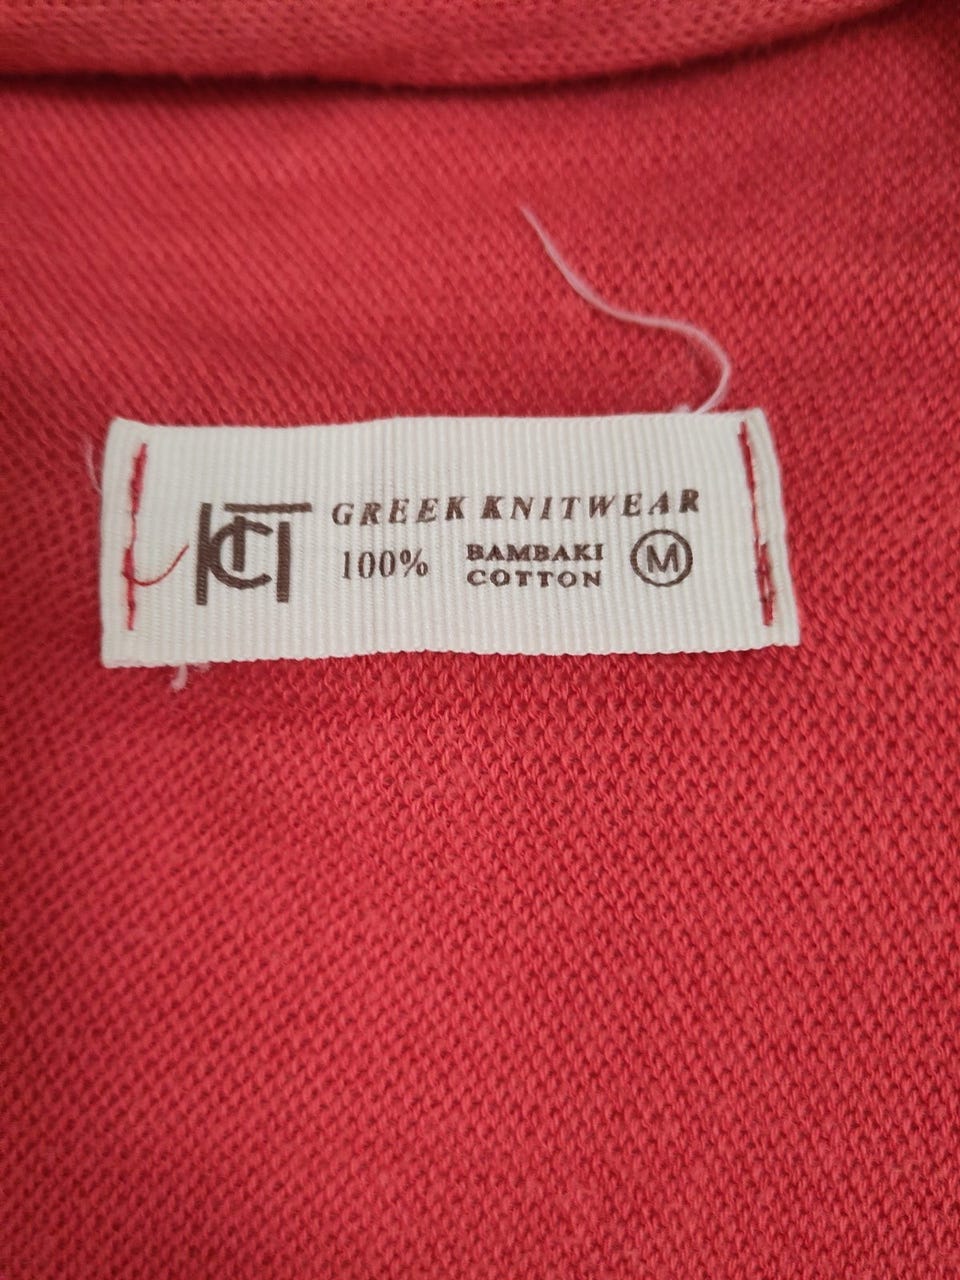 GREEK KNITWEAR
100% BAMBAKI
COTTON
M